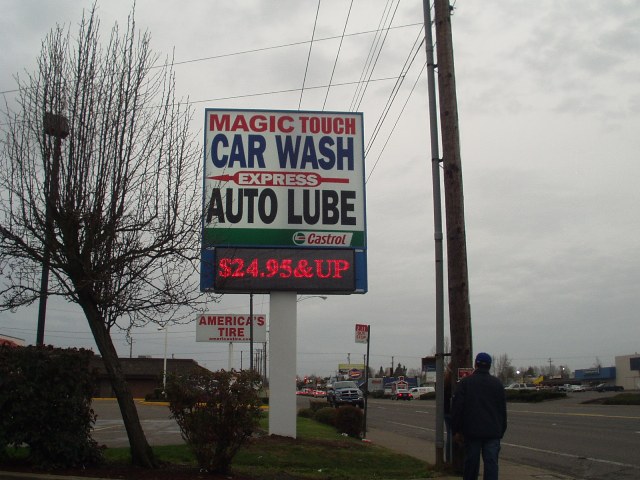 MAGIC TOUCH
CAR WASH
EXPRESS
AUTO LUBE
Castrol
$24.95&UP
AMERICA'S
TIRE